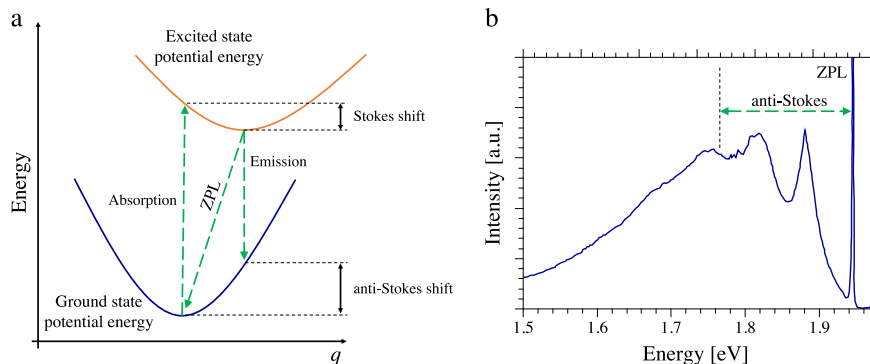 a
Excited state
potential energy
Stokes shift
Absorption
ZPL
Emission
Energy
Ground state
potential energy
anti-Stokes shift
q
b
ZPL
anti-Stokes
Intensity [a.u.]
1.5 1.6 1.7 1.8 1.9
Energy [eV]